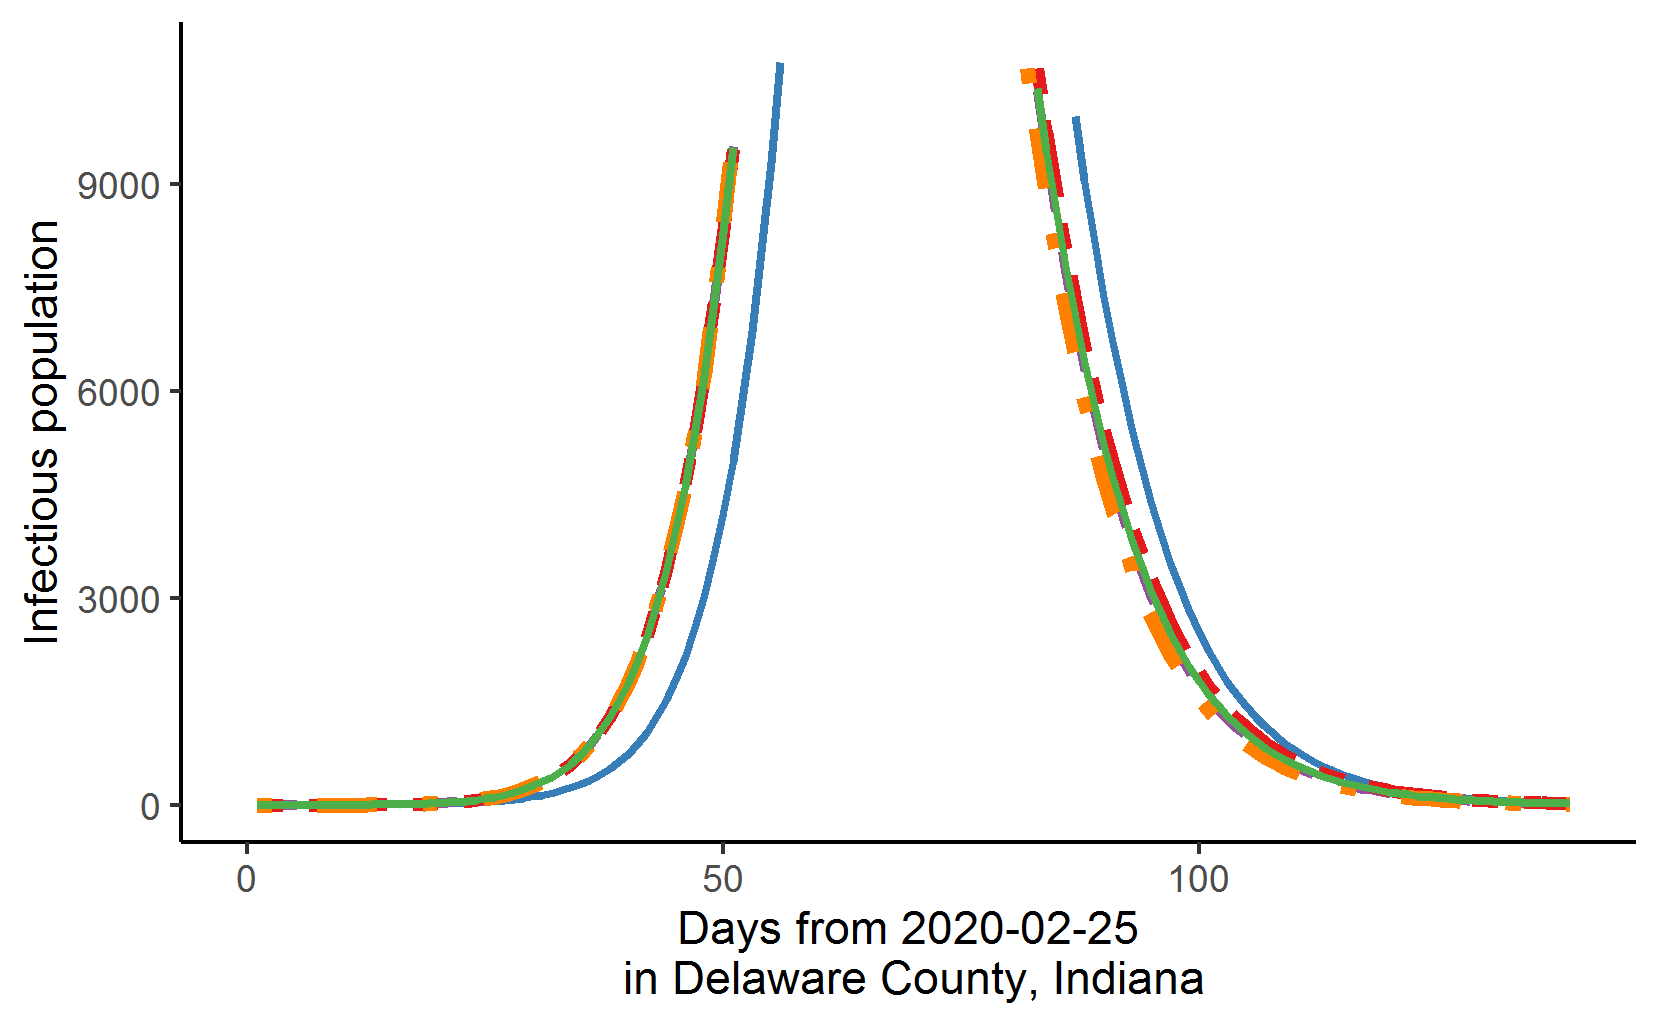 Infectious population
9000
6000
3000
0
0 50 100
Days from 2020-02-25
in Delaware County, Indiana